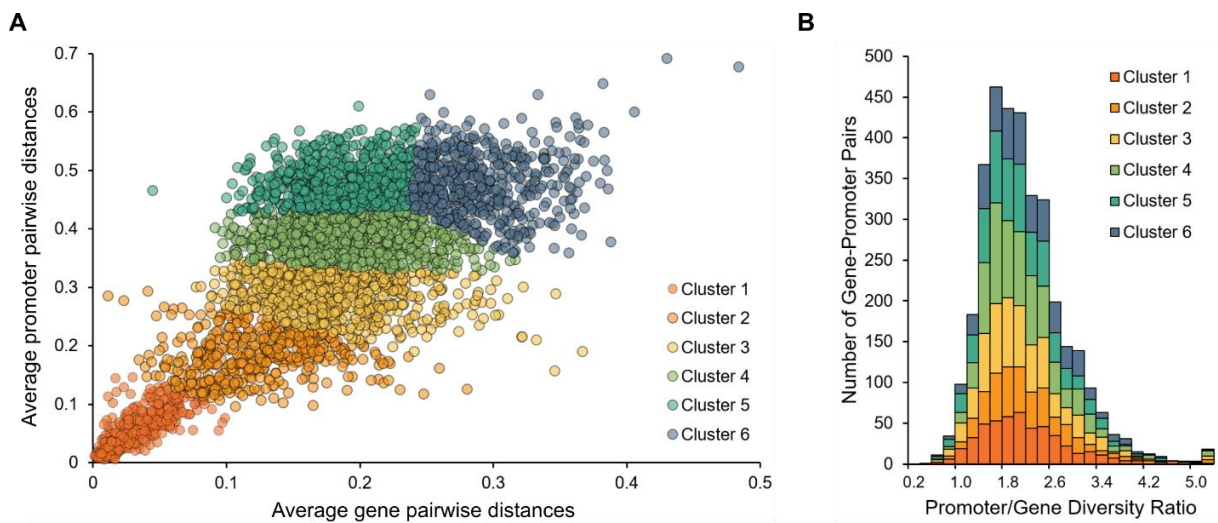 A
Average promoter pairwise distances
0.7
0.6
0.5
0.4
0.3
0.2
0.1
0
0
0.1
0.2
0.3
0.4
0.5
Average gene pairwise distances
Cluster 1
Cluster 2
Cluster 3
Cluster 4
Cluster 5
Cluster 6
B
Number of Gene-Promoter Pairs
500
450
400
350
300
250
200
150
100
50
0
0.2
1.0
1.8
2.6
3.4
4.2
5.0
Promoter/Gene Diversity Ratio
Cluster 1
Cluster 2
Cluster 3
Cluster 4
Cluster 5
Cluster 6